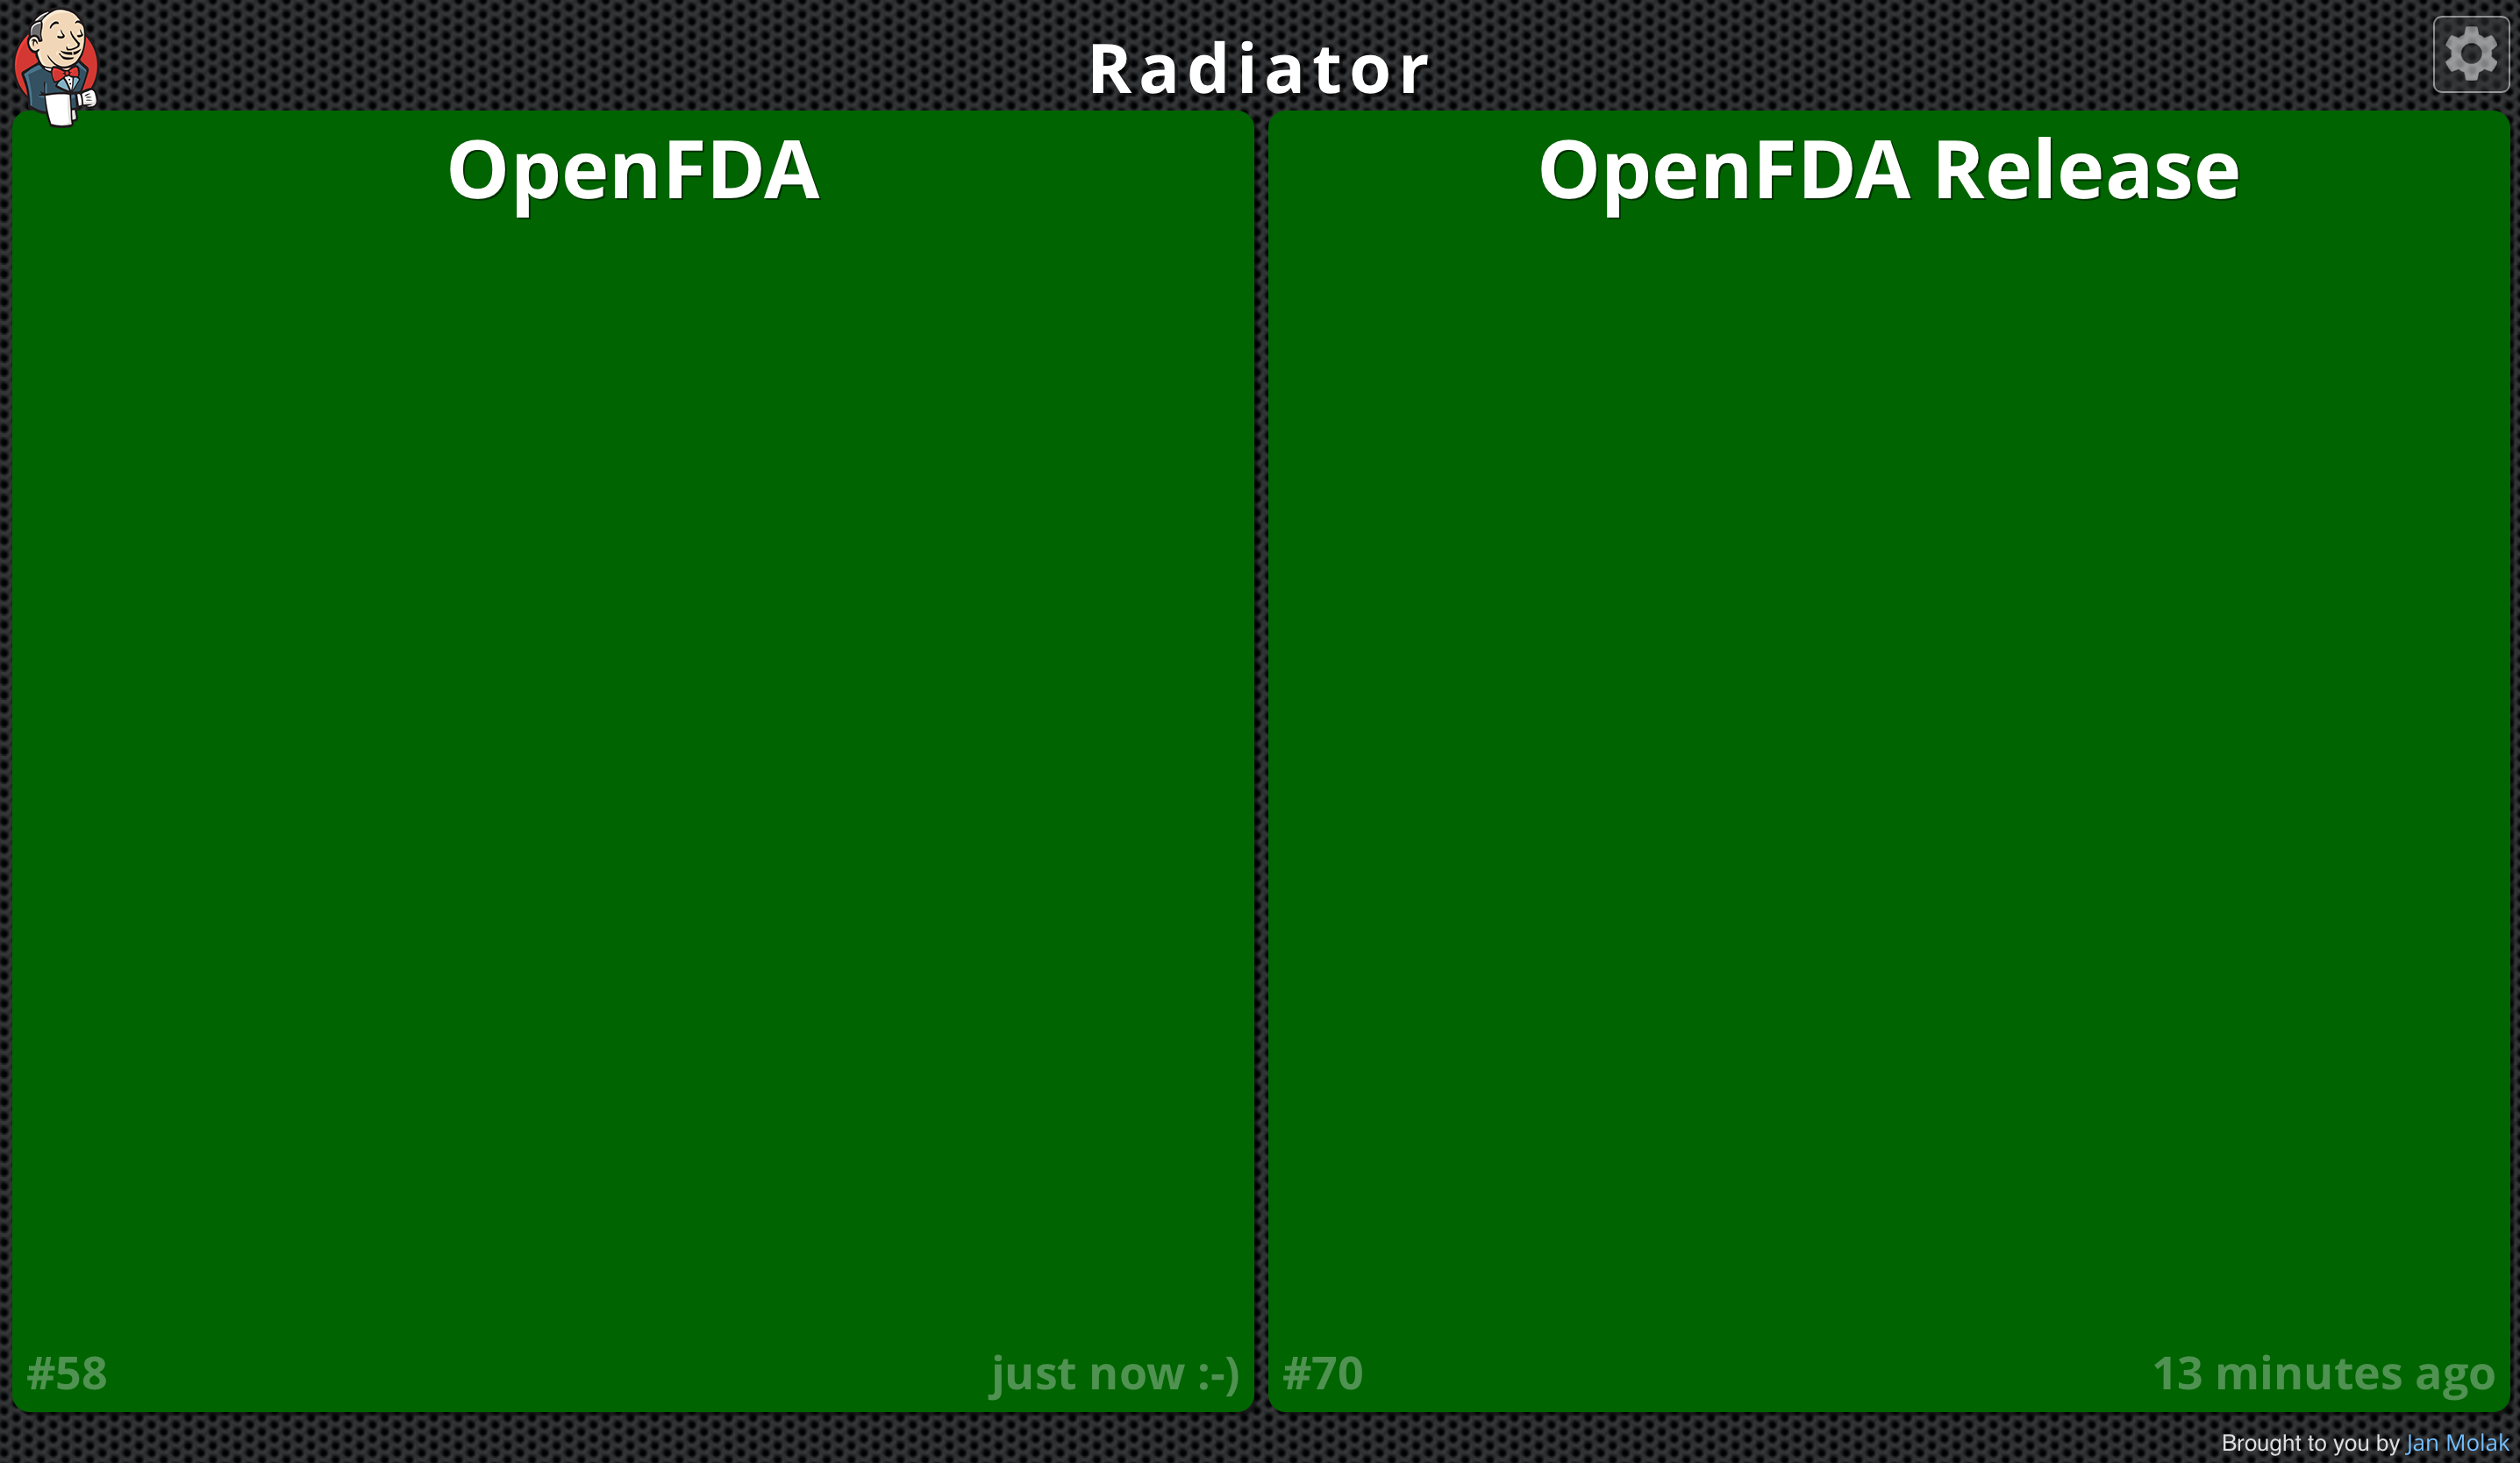 Radiator
OpenFDA
#58
just now :-)
OpenFDA Release
#70
13 minutes ago
Brought to you by Jan Molak